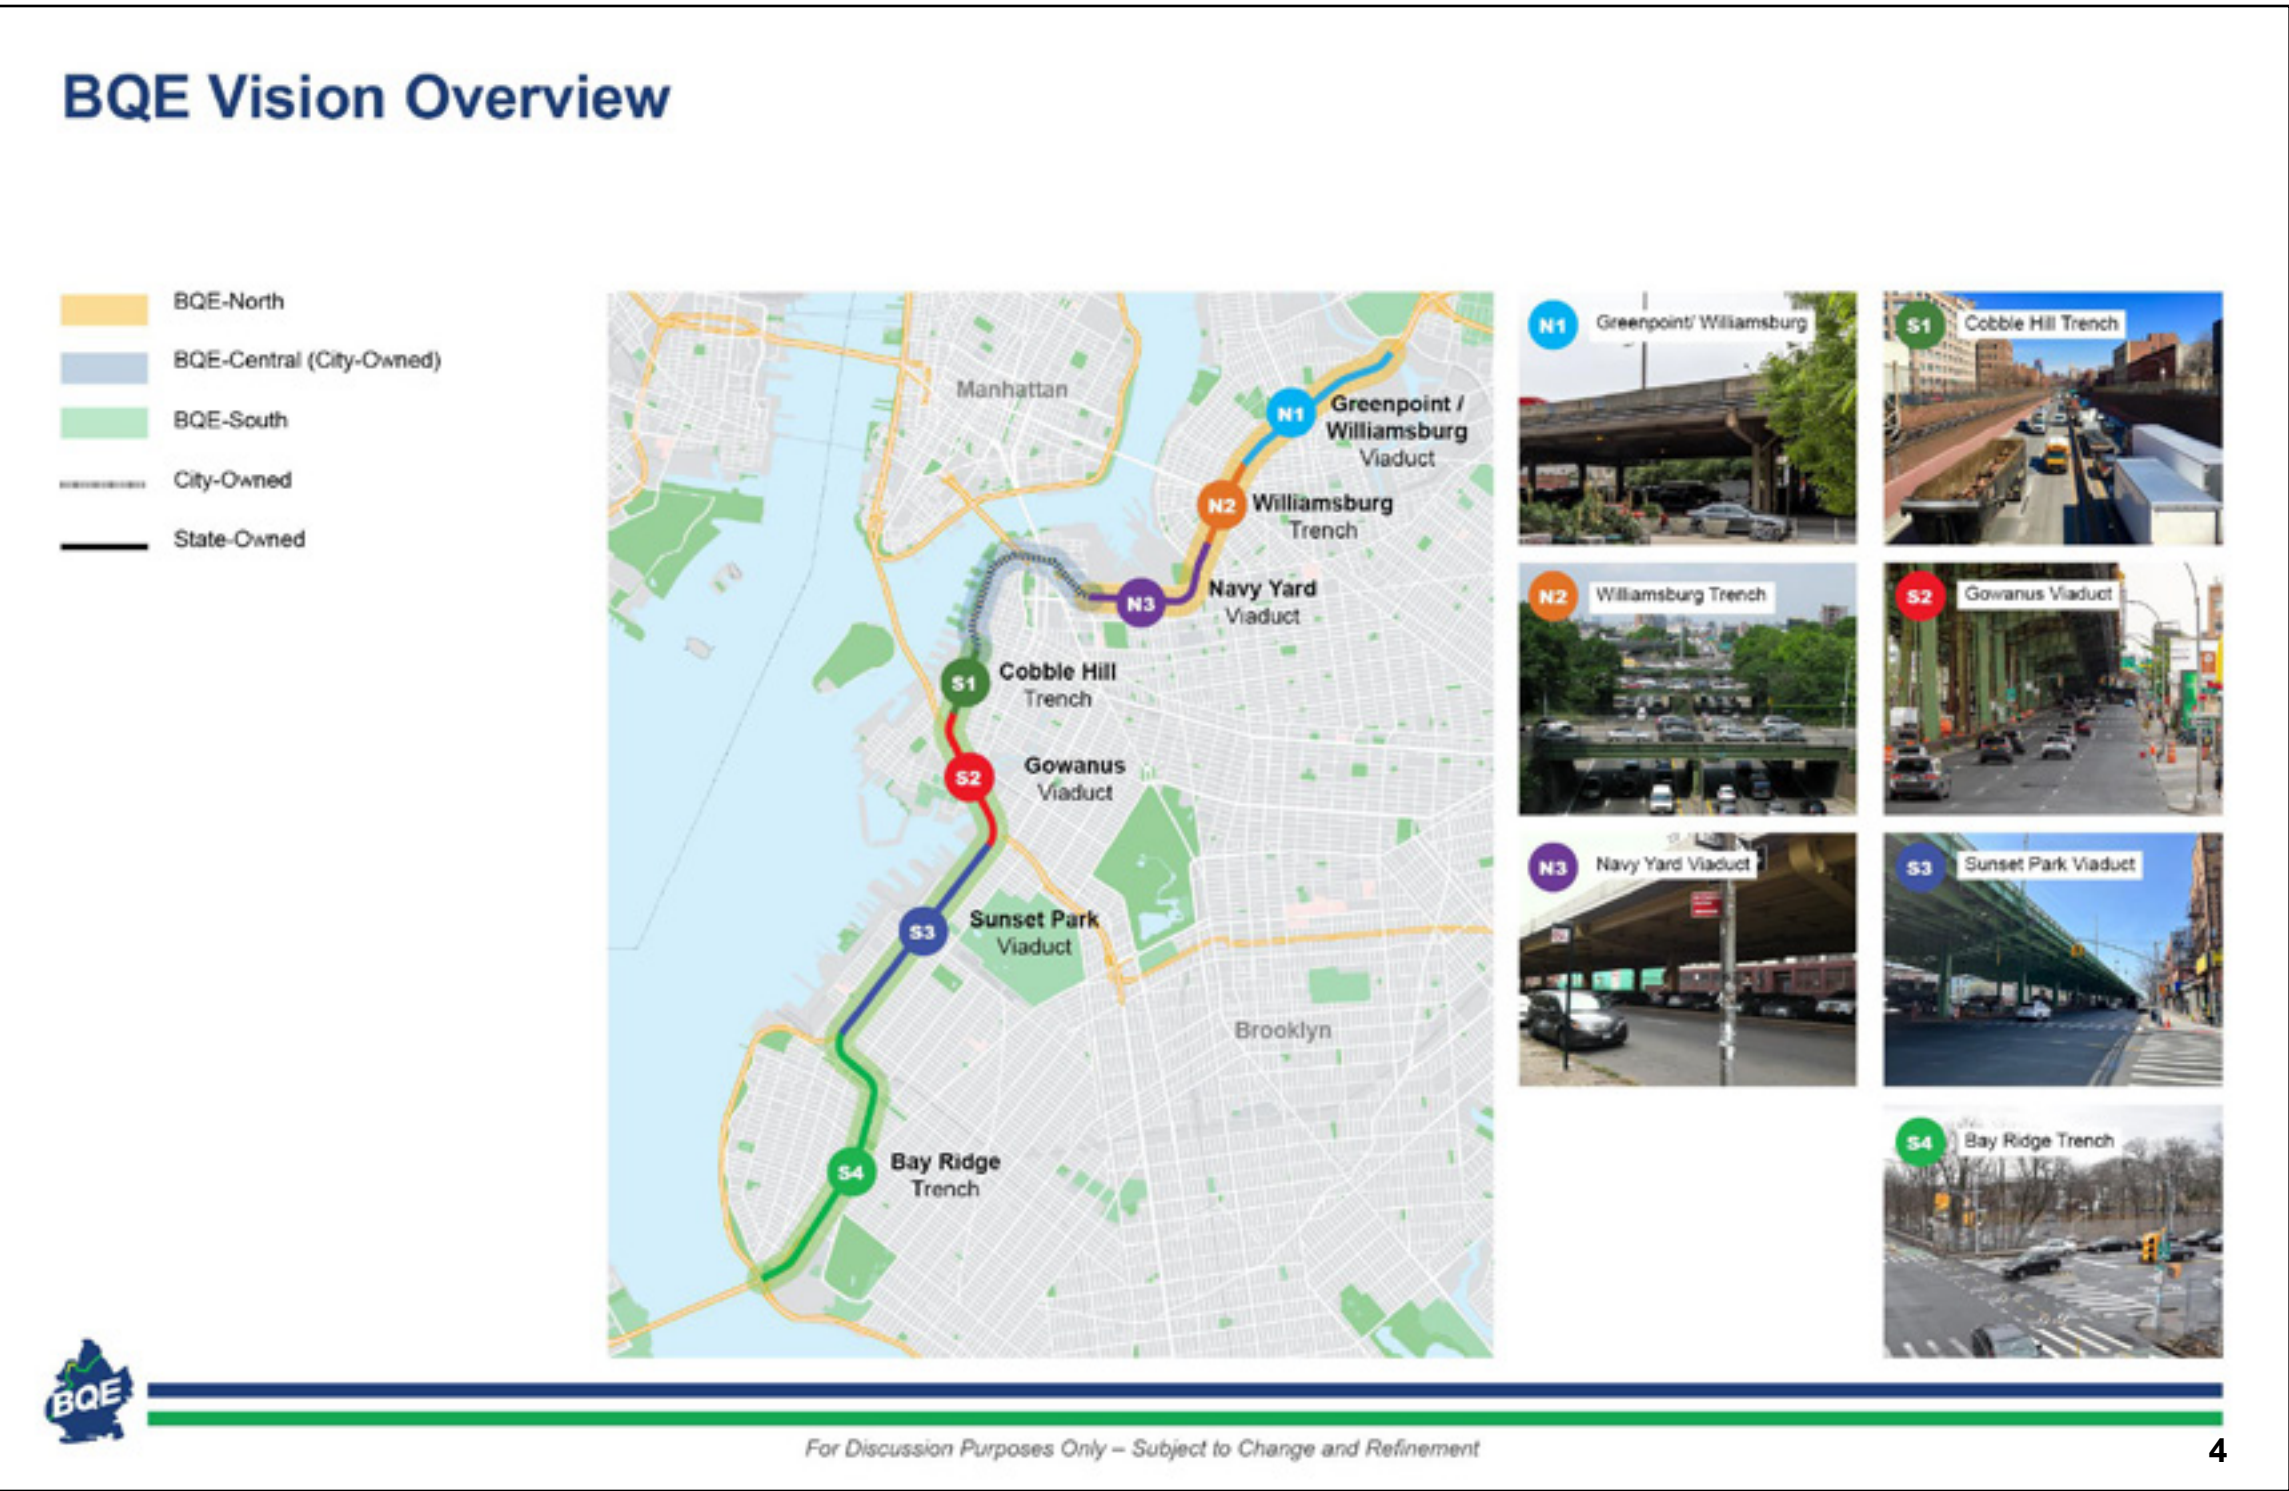 BQE Vision Overview
BQE-North
BQE-Central (City-Owned)
BQE-South
City-Owned
State-Owned
Manhattan
N1
Greenpoint /
Williamsburg
Viaduct
N2
Williamsburg
Trench
N3
Navy Yard
Viaduct
S1
Cobble Hill
Trench
S2
Gowanus
Viaduct
S3
Sunset Park
Viaduct
Brooklyn
S4
Bay Ridge
Trench
N1
Greenpoint/ Williamsburg
S1
Cobble Hill Trench
N2
Williamsburg Trench
S2
Gowanus Viaduct
N3
Navy Yard Viaduct
S3
Sunset Park Viaduct
S4
Bay Ridge Trench
BQE
For Discussion Purposes Only – Subject to Change and Refinement
4